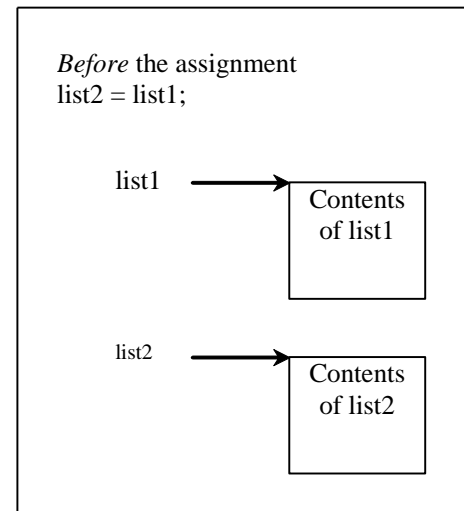 Before the assignment
list2 = list1;
list1
Contents
of list1
list2
Contents
of list2